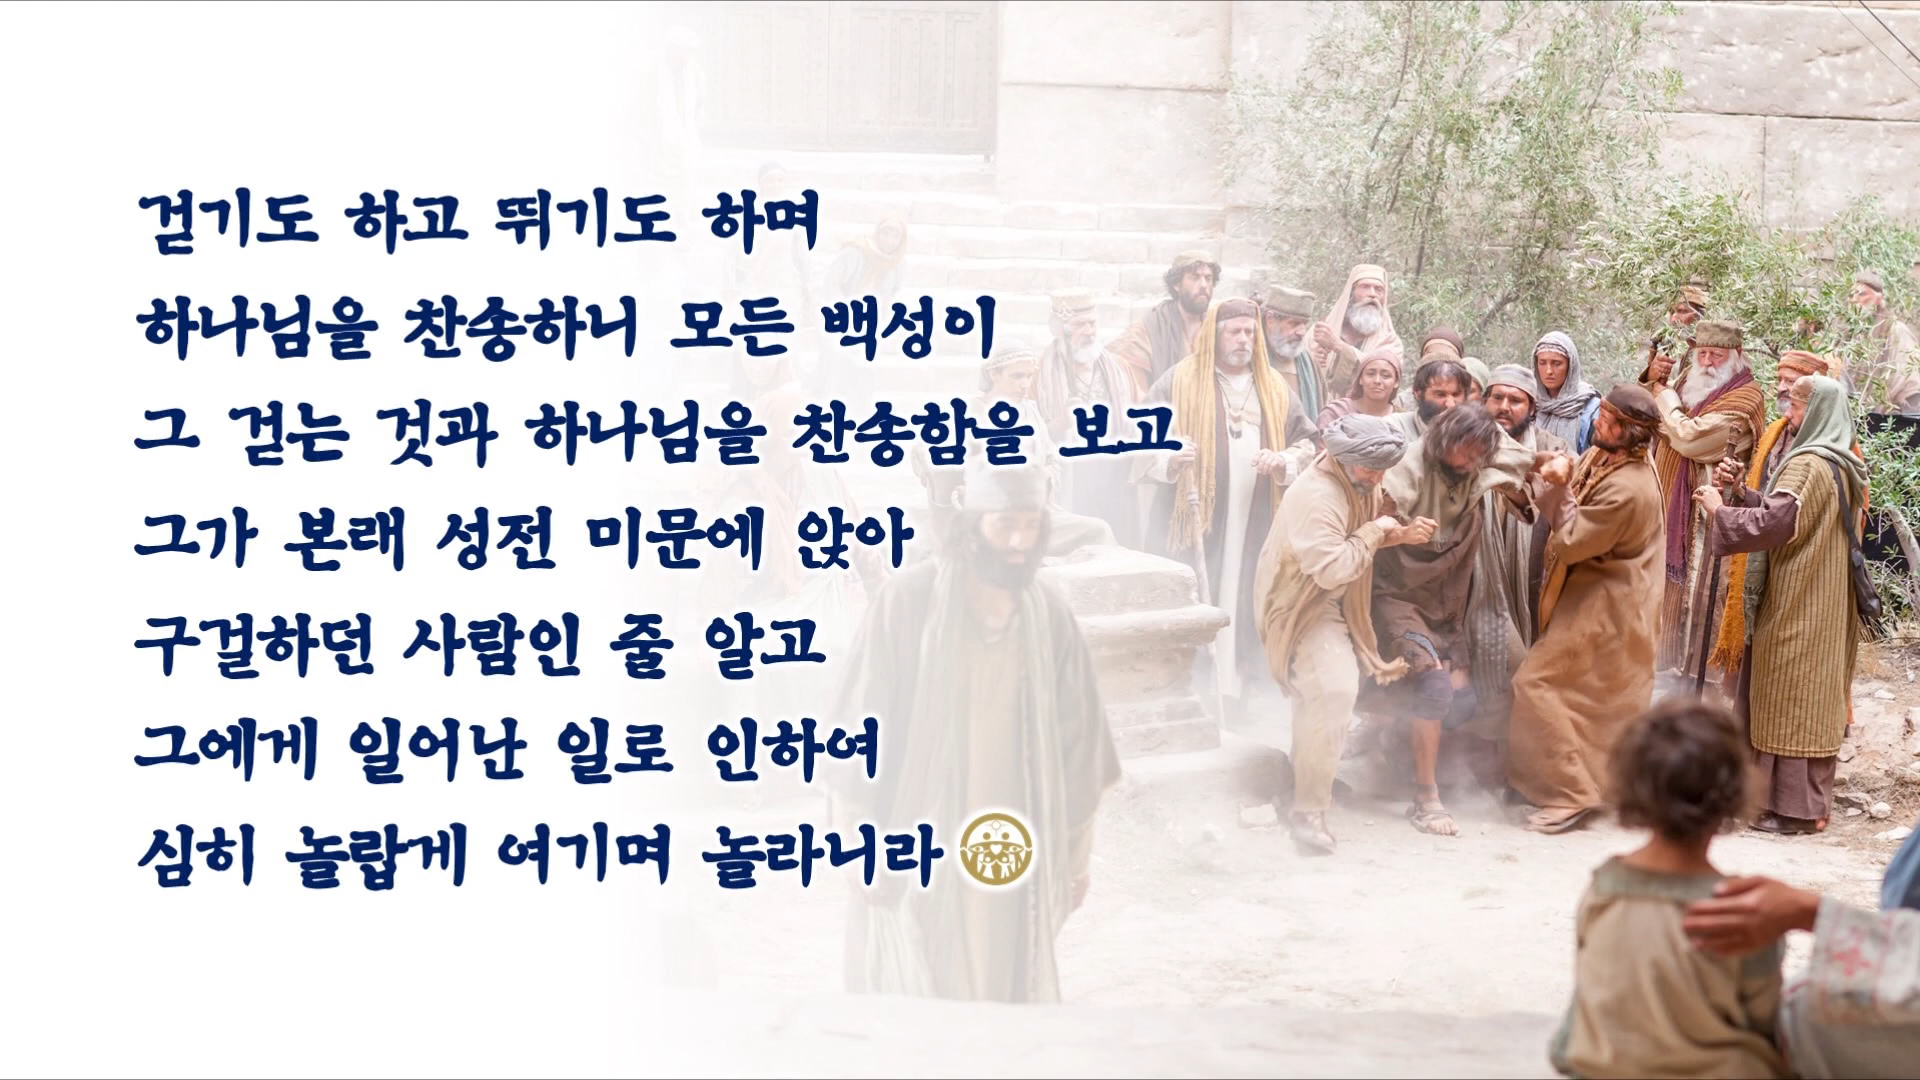 걷기도 하고 뛰기도 하며
하나님을 찬송하니 모든 백성이
그 걷는 것과 하나님을 찬송함을 보고
그가 본래 성전 미문에 앉아
구걸하던 사람인 줄 알고
그에게 일어난 일로 인하여
심히 놀랍게 여기며 놀라니라